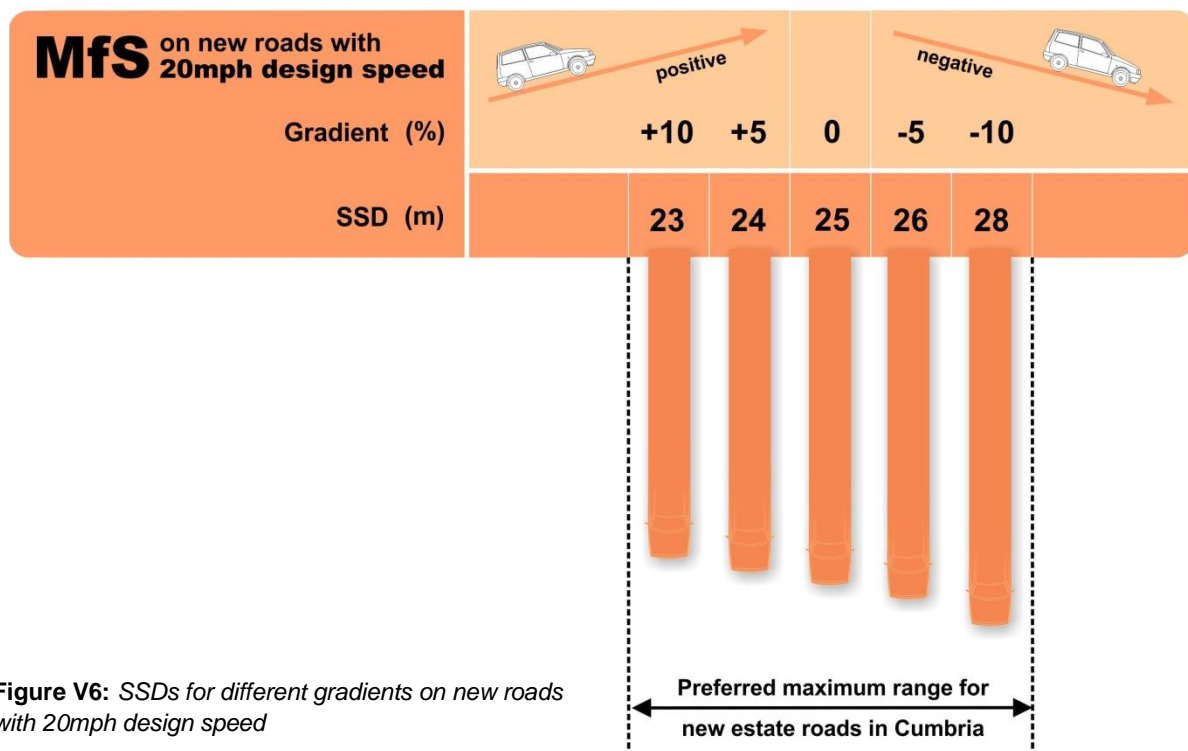 MfS on new roads with
20mph design speed
positive
negative
Gradient (%) +10 +5 0 -5 -10
SSD (m) 23 24 25 26 28
Figure V6: SSDs for different gradients on new roads
with 20mph design speed
Preferred maximum range for
new estate roads in Cumbria